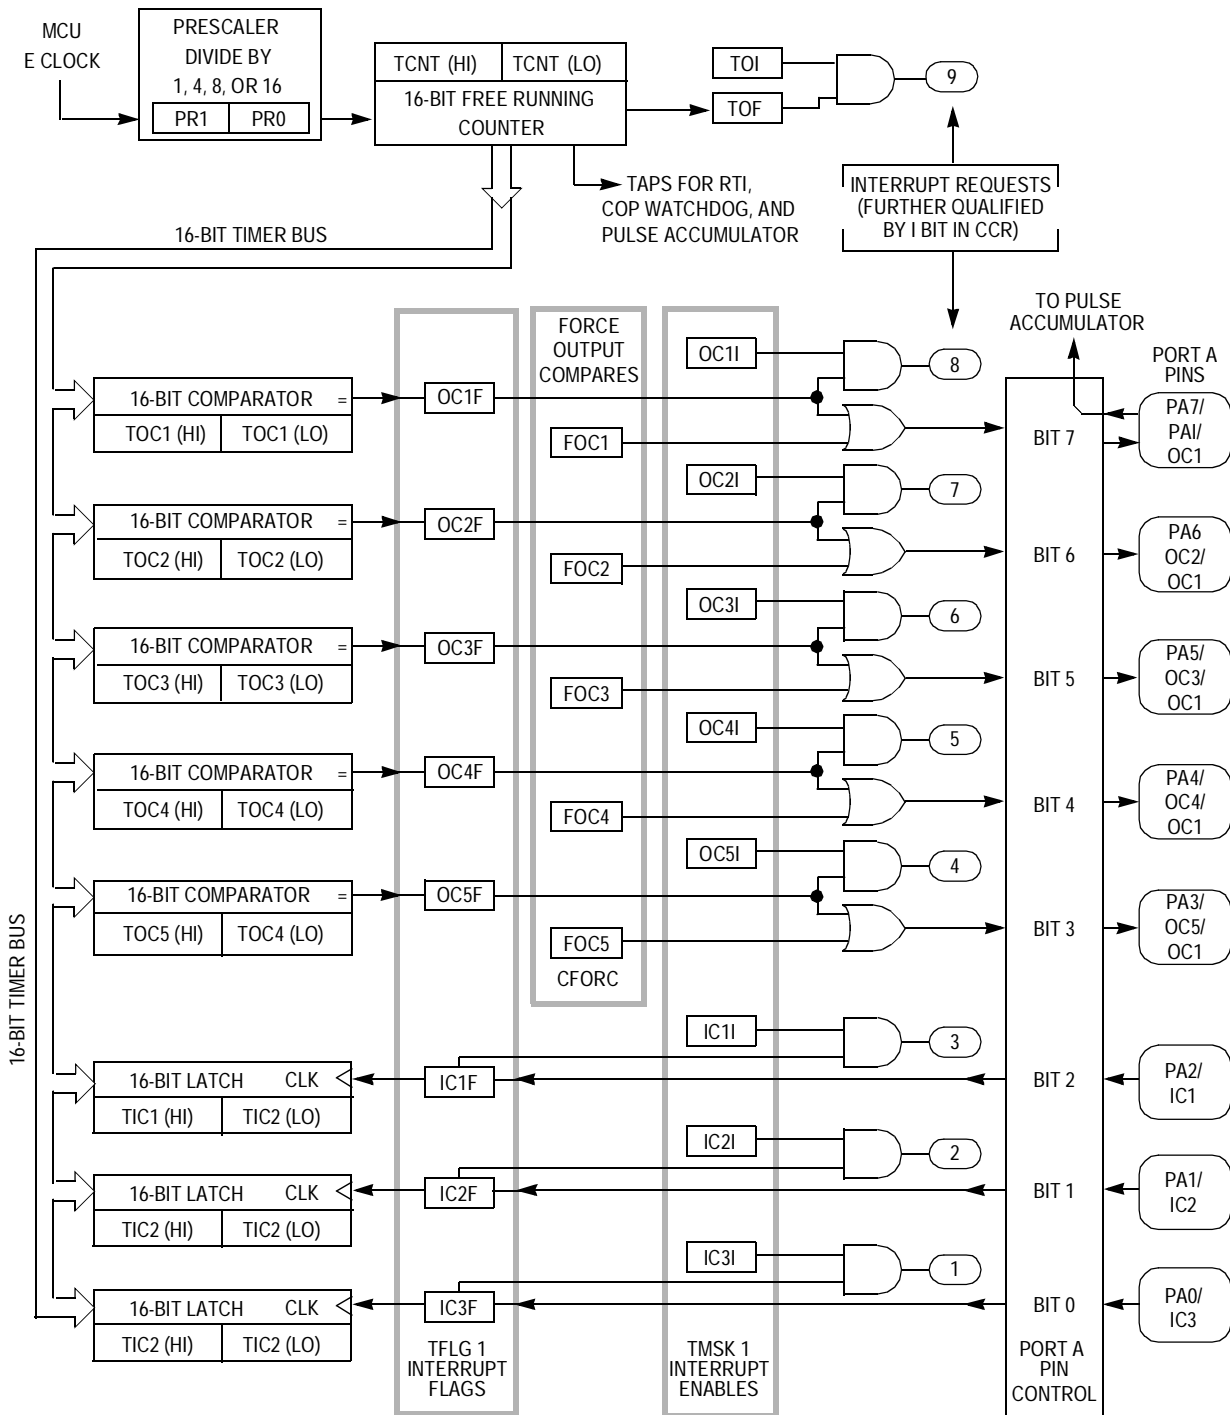 MCU
E CLOCK
PRESCALER
DIVIDE BY
1, 4, 8, OR 16
PR1 PR0
TCNT (HI) TCNT (LO)
16-BIT FREE RUNNING
COUNTER
TOI
TOF
9
TAPS FOR RTI,
COP WATCHDOG, AND
PULSE ACCUMULATOR
INTERRUPT REQUESTS
(FURTHER QUALIFIED
BY I BIT IN CCR)
16-BIT TIMER BUS
TO PULSE
ACCUMULATOR
PORT A
PINS
FORCE
OUTPUT
COMPARES
OC1I
8
16-BIT COMPARATOR =
TOC1 (HI) TOC1 (LO)
OC1F
FOC1
BIT 7
PA7/
PAI/
OC1
OC2I
7
16-BIT COMPARATOR =
TOC2 (HI) TOC2 (LO)
OC2F
FOC2
BIT 6
PA6
OC2/
OC1
OC3I
6
16-BIT COMPARATOR =
TOC3 (HI) TOC3 (LO)
OC3F
FOC3
BIT 5
PA5/
OC3/
OC1
OC4I
5
16-BIT COMPARATOR =
TOC4 (HI) TOC4 (LO)
OC4F
FOC4
BIT 4
PA4/
OC4/
OC1
OC5I
4
16-BIT COMPARATOR =
TOC5 (HI) TOC4 (LO)
OC5F
FOC5
CFORC
BIT 3
PA3/
OC5/
OC1
16-BIT TIMER BUS
IC1I
3
16-BIT LATCH CLK
TIC1 (HI) TIC2 (LO)
IC1F
BIT 2
PA2/
IC1
IC2I
2
16-BIT LATCH CLK
TIC2 (HI) TIC2 (LO)
IC2F
BIT 1
PA1/
IC2
IC3I
1
16-BIT LATCH CLK
TIC2 (HI) TIC2 (LO)
IC3F
BIT 0
PA0/
IC3
TFLG 1
INTERRUPT
FLAGS
TMSK 1
INTERRUPT
ENABLES
PORT A
PIN
CONTROL